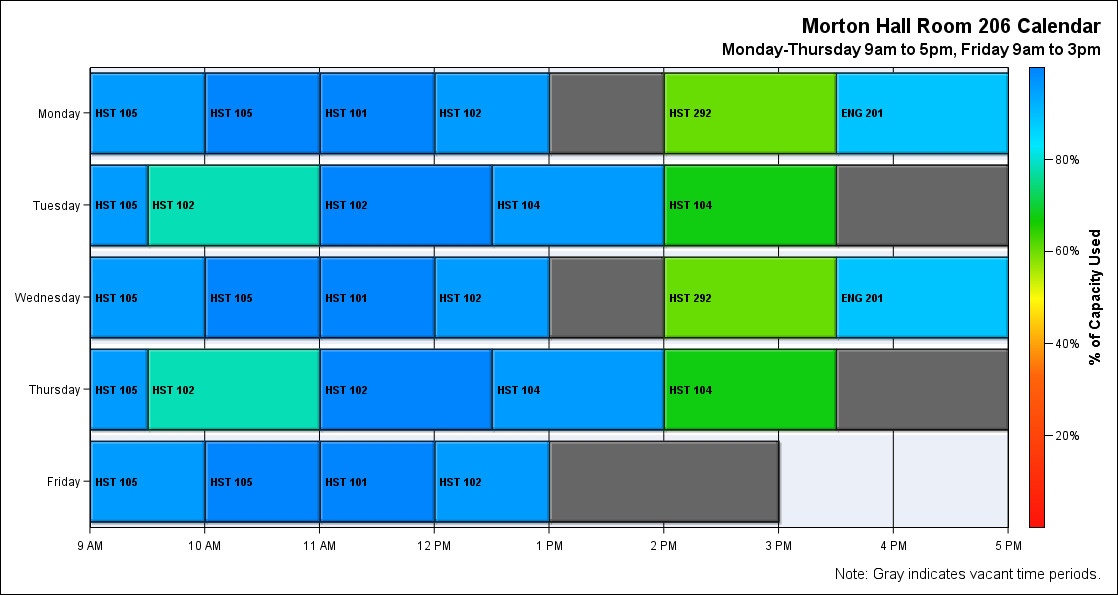 Morton Hall Room 206 Calendar
Monday-Thursday 9am to 5pm, Friday 9am to 3pm
Monday
HST 105 HST 105 HST 101 HST 102 HST 292 ENG 201
80%
Tuesday
HST 105 HST 102 HST 102 HST 104 HST 104
60%
% of Capacity Used
Wednesday
HST 105 HST 105 HST 101 HST 102 HST 292 ENG 201
40%
Thursday
HST 105 HST 102 HST 102 HST 104 HST 104
20%
Friday
HST 105 HST 105 HST 101 HST 102
9 AM 10 AM 11 AM 12 PM 1 PM 2 PM 3 PM 4 PM 5 PM
Note: Gray indicates vacant time periods.